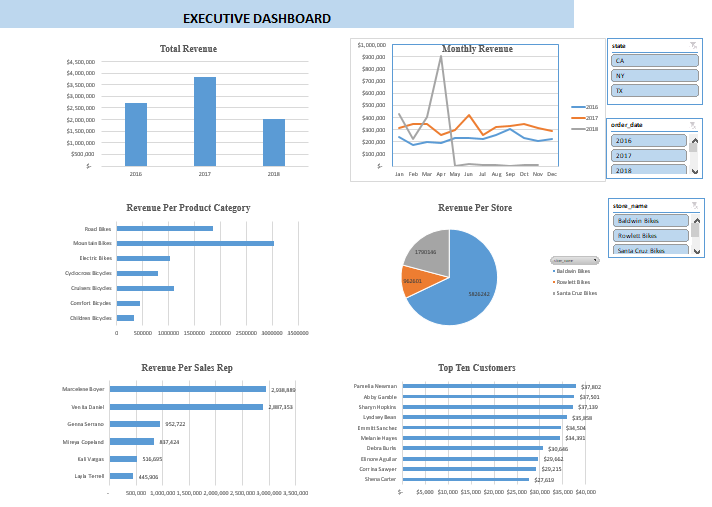 EXECUTIVE DASHBOARD
Total Revenue
$4,500,000
$4,000,000
$3,500,000
$3,000,000
$2,500,000
$2,000,000
$1,500,000
$1,000,000
$500,000
$-
2016
2017
2018
Monthly Revenue
$1,000,000
$900,000
$800,000
$700,000
$600,000
$500,000
$400,000
$300,000
$200,000
$100,000
$-
Jan Feb Mar Apr May Jun Jul Aug Sep Oct Nov Dec
2016
2017
2018
state
CA
NY
TX
order_date
2016
2017
2018
Revenue Per Product Category
Road Bikes
Mountain Bikes
Electric Bikes
Cyclocross Bicycles
Cruisers Bicycles
Comfort Bicycles
Children Bicycles
0 500000 1000000 1500000 2000000 2500000 3000000 3500000
Revenue Per Store
1790146
5826242
store_name
Baldwin Bikes
Rowlett Bikes
Santa Cruz Bikes
store_name
Baldwin Bikes
Rowlett Bikes
Santa Cruz Bikes
Revenue Per Sales Rep
Marcelene Boyer 2,938,889
Venita Daniel 2,887,353
Genna Serrano 952,722
Mireya Copeland 837,424
Kali Vargas 516,695
Layla Terrell 445,906
- 500,000 1,000,000 1,500,000 2,000,000 2,500,000 3,000,000 3,500,000
Top Ten Customers
Pamelia Newman $37,802
Abby Gamble $37,501
Sharyn Hopkins $37,139
Lyndsey Bean $35,858
Emmitt Sanchez $34,504
Melanie Hayes $34,391
Debra Burks $30,646
Elinore Aguilar $29,662
Corrina Sawyer $29,215
Shena Carter $27,619
$- $5,000 $10,000 $15,000 $20,000 $25,000 $30,000 $35,000 $40,000